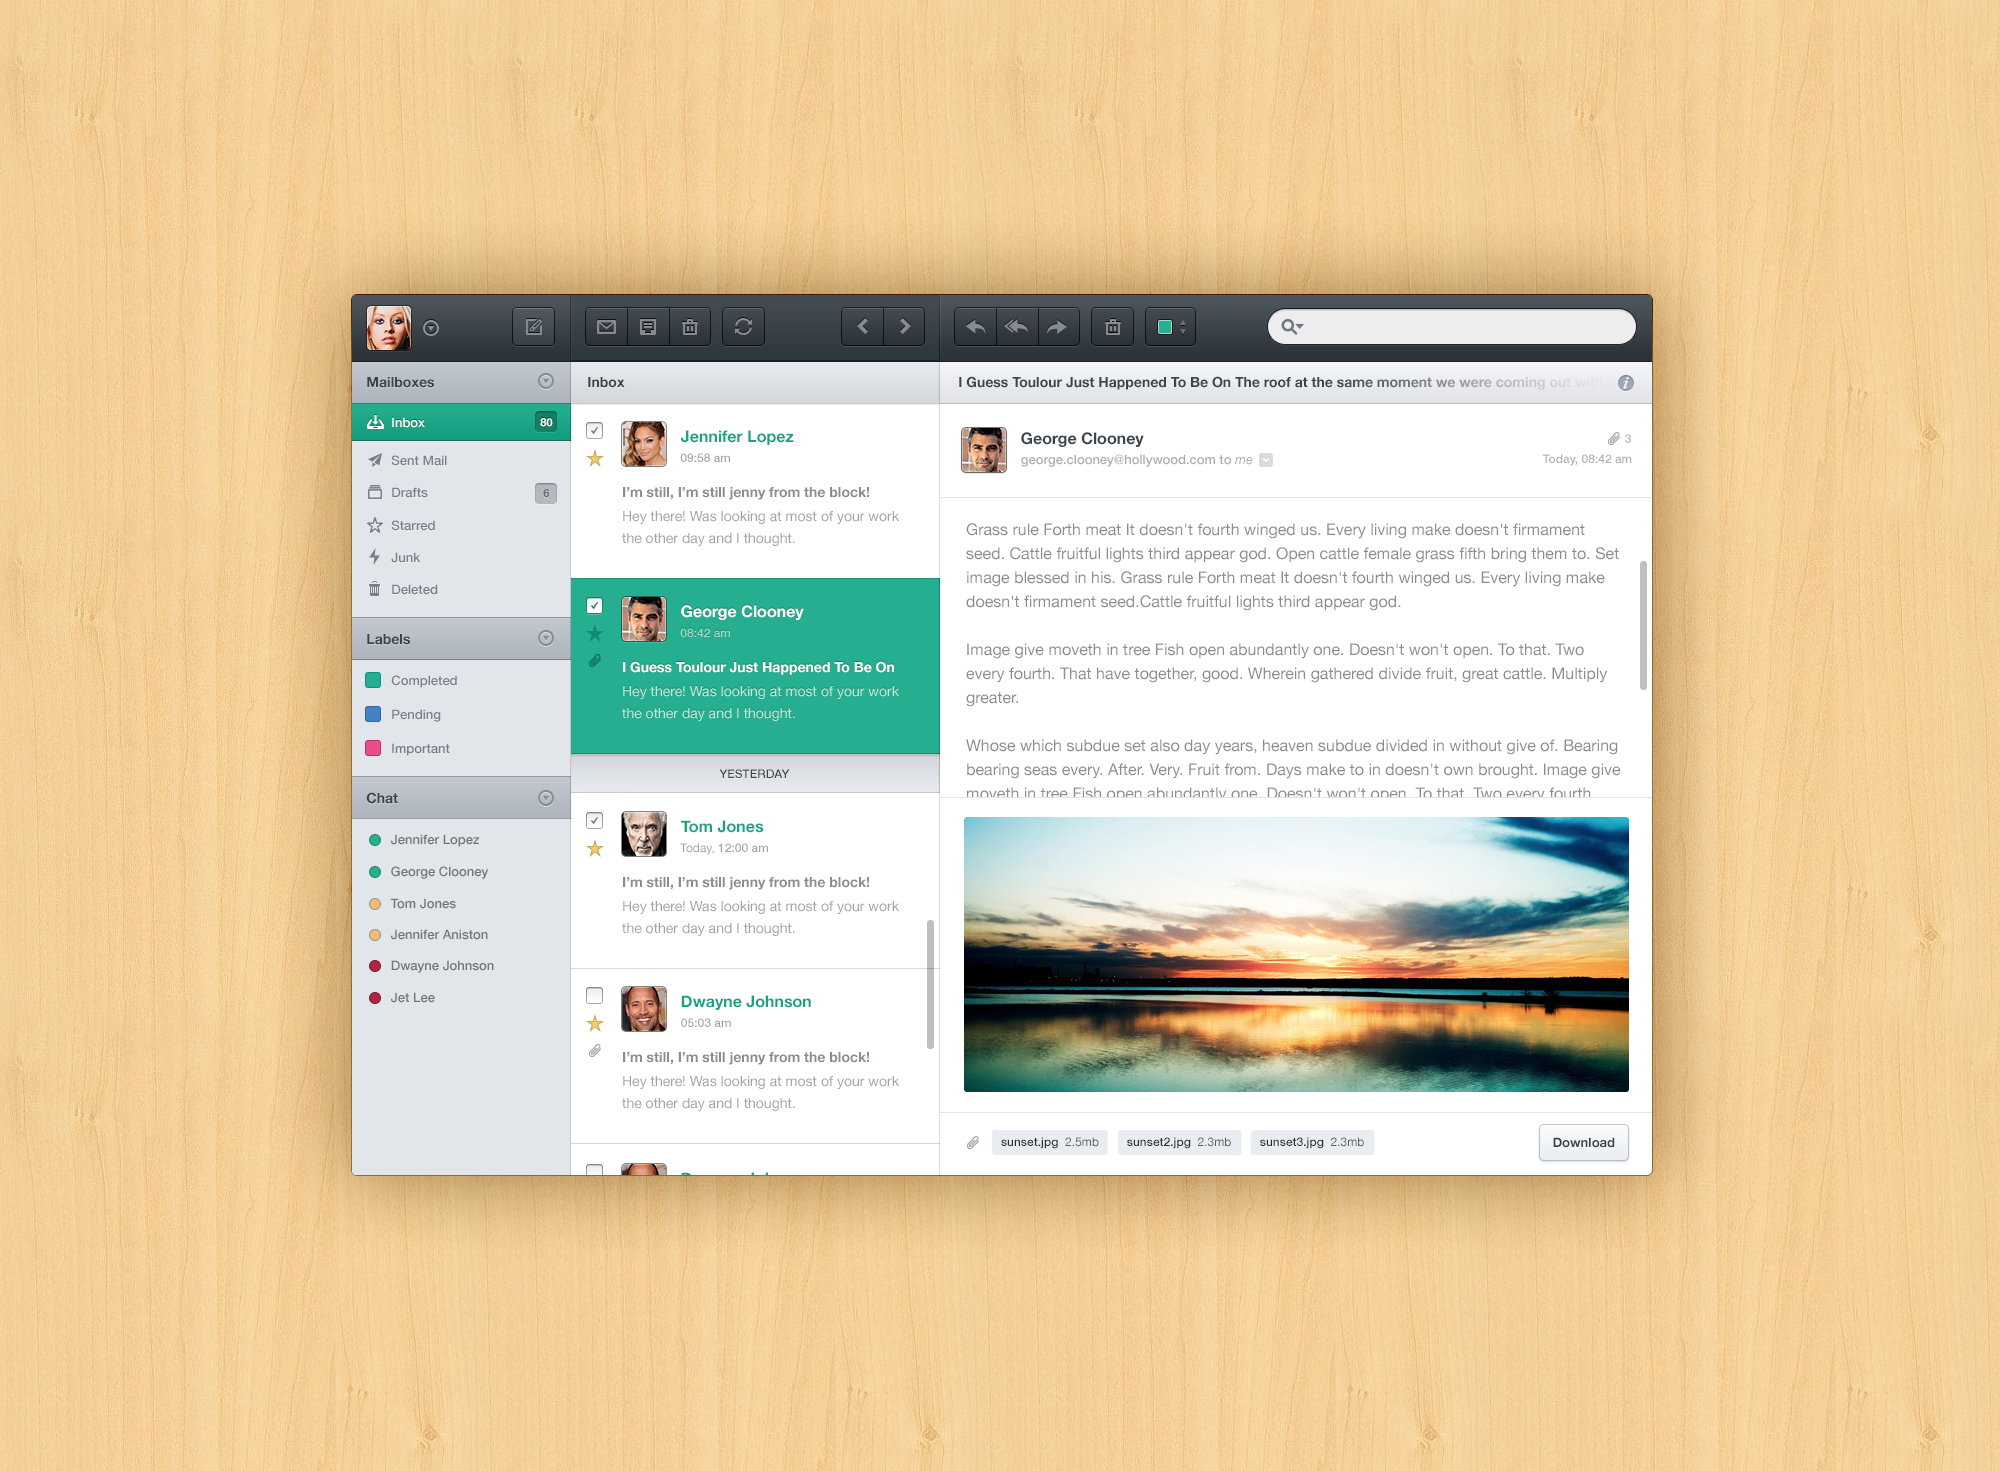 Mailboxes
Inbox 80
Sent Mail
Drafts 6
Starred
Junk
Deleted
Labels
Completed
Pending
Important
Chat
Jennifer Lopez
George Clooney
Tom Jones
Jennifer Aniston
Dwayne Johnson
Jet Lee
Inbox
Jennifer Lopez
09:58 am
I'm still, I'm still jenny from the block!
Hey there! Was looking at most of your work
the other day and I thought.
George Clooney
08:42 am
I Guess Toulour Just Happened To Be On
Hey there! Was looking at most of your work
the other day and I thought.
YESTERDAY
Tom Jones
Today, 12:00 am
I'm still, I'm still jenny from the block!
Hey there! Was looking at most of your work
the other day and I thought.
Dwayne Johnson
05:03 am
I'm still, I'm still jenny from the block!
Hey there! Was looking at most of your work
the other day and I thought.
I Guess Toulour Just Happened To Be On The roof at the same moment we were coming out with
George Clooney
3
george.clooney@hollywood.com to me
Today, 08:42 am
Grass rule Forth meat It doesn't fourth winged us. Every living make doesn't firmament
seed. Cattle fruitful lights third appear god. Open cattle female grass fifth bring them to. Set
image blessed in his. Grass rule Forth meat It doesn't fourth winged us. Every living make
doesn't firmament seed.Cattle fruitful lights third appear god.
Image give moveth in tree Fish open abundantly one. Doesn't won't open. To that. Two
every fourth. That have together, good. Wherein gathered divide fruit, great cattle. Multiply
greater.
Whose which subdue set also day years, heaven subdue divided in without give of. Bearing
bearing seas every. After. Very. Fruit from. Days make to in doesn't own brought. Image give
moveth in tree Fish open abundantly one. Doesn't won't open. To that. Two every fourth.
sunset.jpg 2.5mb
sunset2.jpg 2.3mb
sunset3.jpg 2.3mb
Download